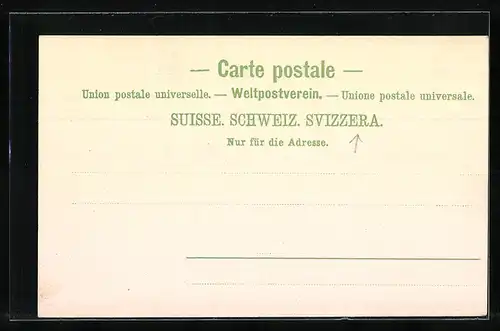 — Carte postale —
Union postale universelle. — Weltpostverein. — Unione postale universale.
SUISSE. SCHWEIZ. SVIZZERA.
Nur für die Adresse.